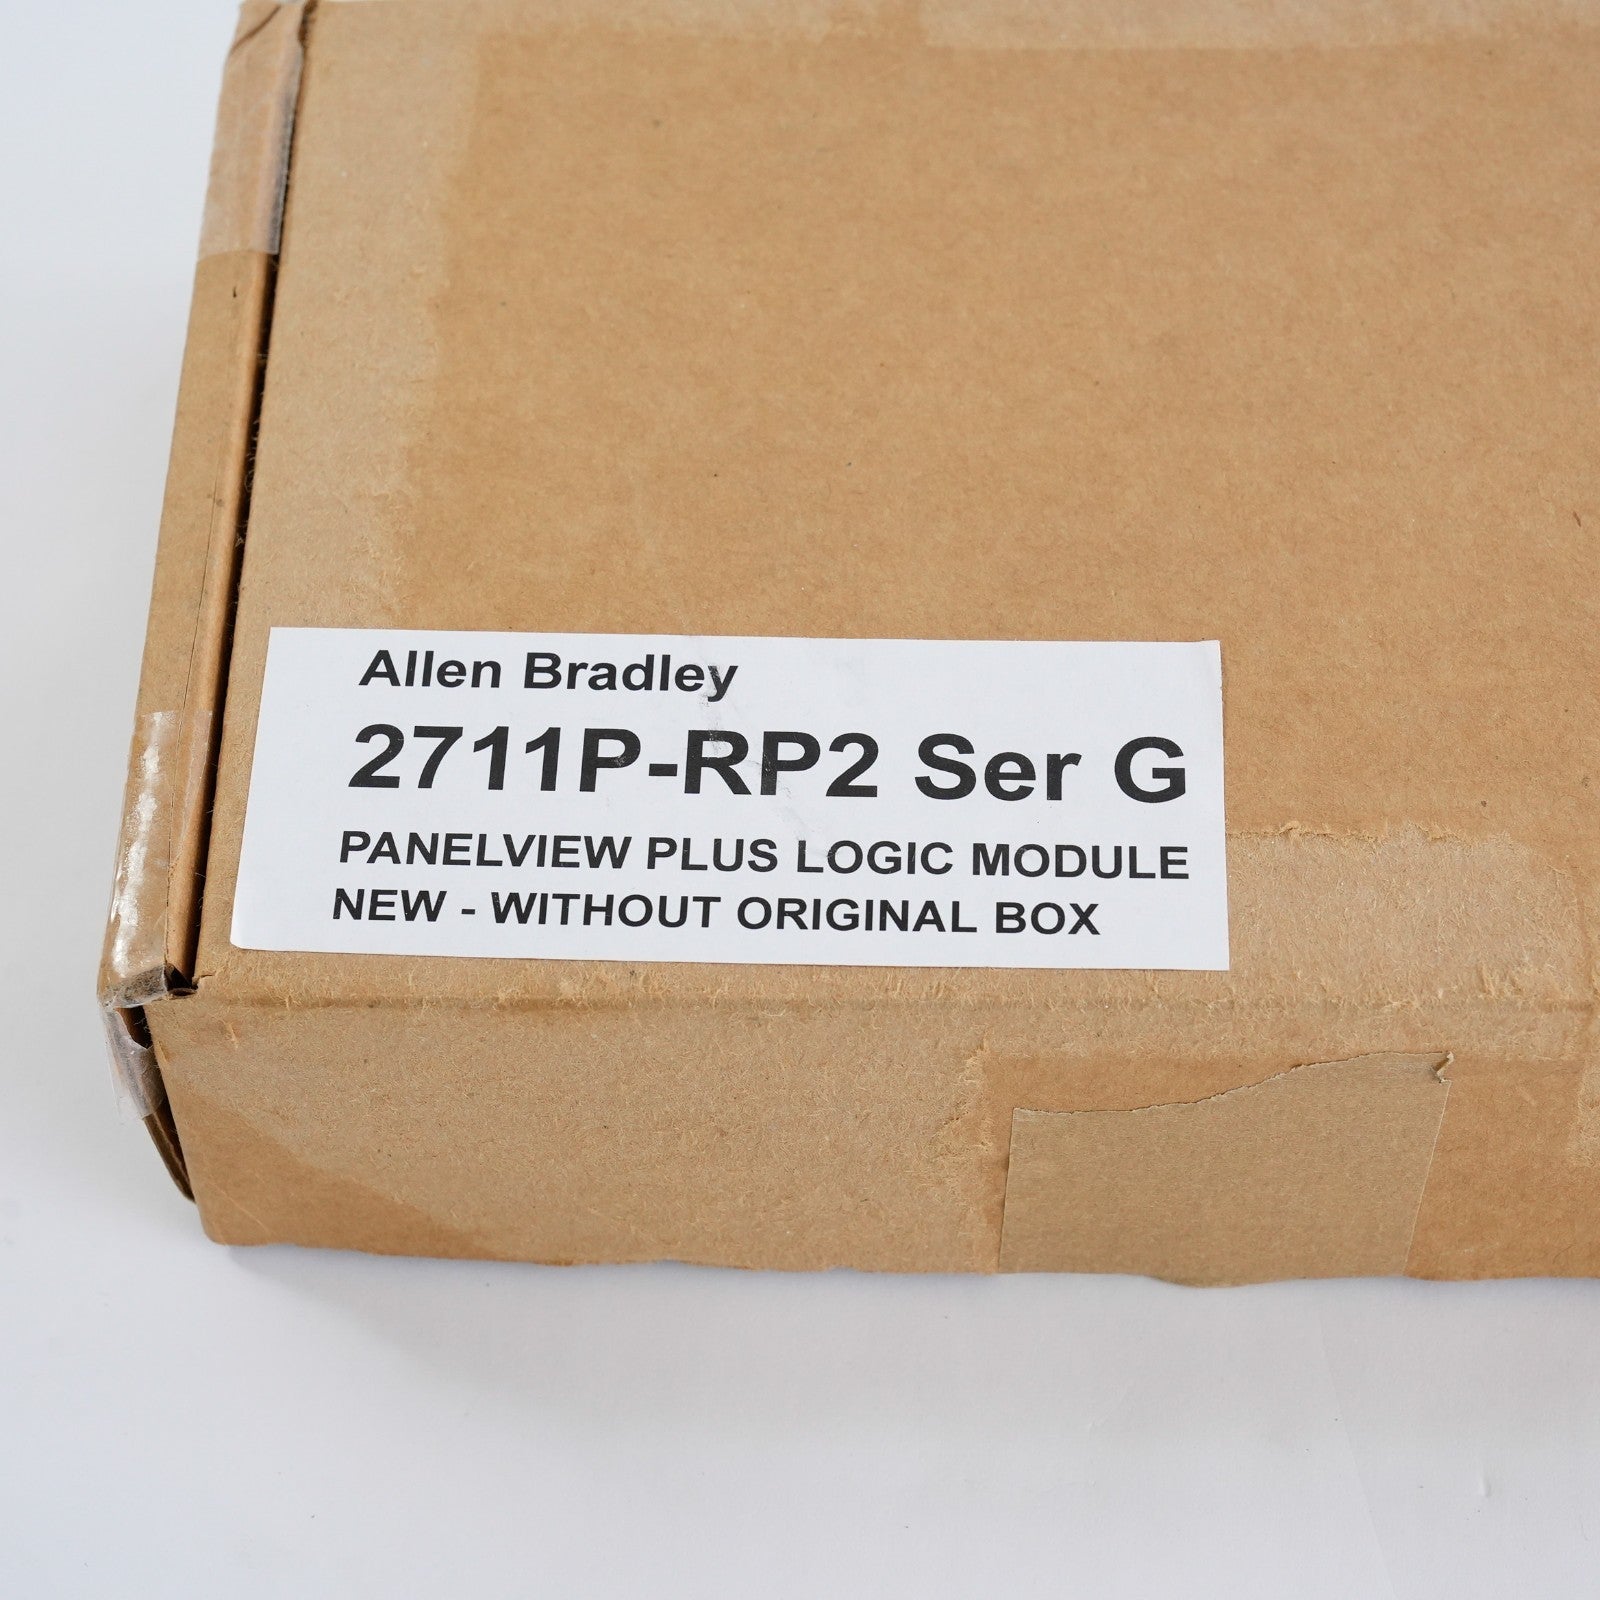 Allen Bradley
2711P-RP2 Ser G
PANELVIEW PLUS LOGIC MODULE
NEW - WITHOUT ORIGINAL BOX